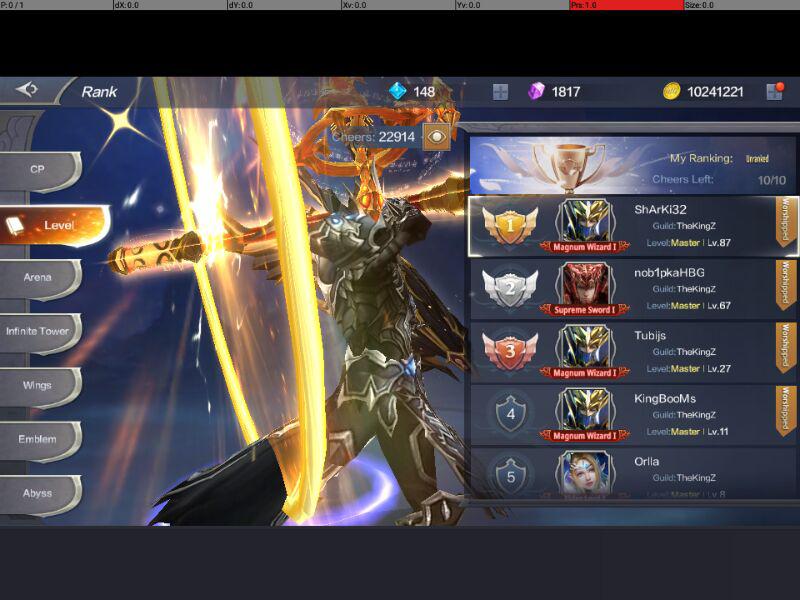 P: 0 / 1 dX: 0.0 dY: 0.0 Xv: 0.0 Yv: 0.0 Prs: 1.0 Size: 0.0
Rank 148 1817 10241221
Cheers: 22914
My Ranking: Unranked
Cheers Left: 10/10
CP
Level
Arena
Infinite Tower
Wings
Emblem
Abyss
1
Magnum Wizard I
ShArKi32
Guild:TheKingZ
Level:Master | Lv.87
Worshipped
2
Supreme Sword I
nob1pkaHBG
Guild:TheKingZ
Level:Master | Lv.67
Worshipped
3
Magnum Wizard I
Tubijs
Guild:TheKingZ
Level:Master | Lv.27
Worshipped
4
Magnum Wizard I
KingBooMs
Guild:TheKingZ
Level:Master | Lv.11
Worshipped
5
Orlla
Guild:TheKingZ
Level:Master | Lv.8